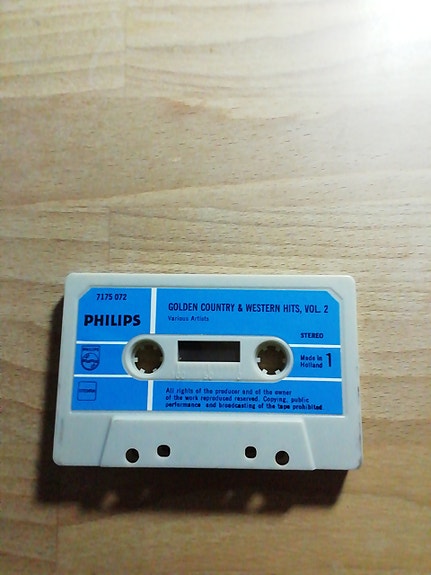 7175 072
GOLDEN COUNTRY & WESTERN HITS, VOL. 2
PHILIPS
Various Artists
STEREO
Made in
Holland
1
All rights of the producer and of the owner
of the work reproduced reserved. Copying, public
performance and broadcasting of the tape prohibited